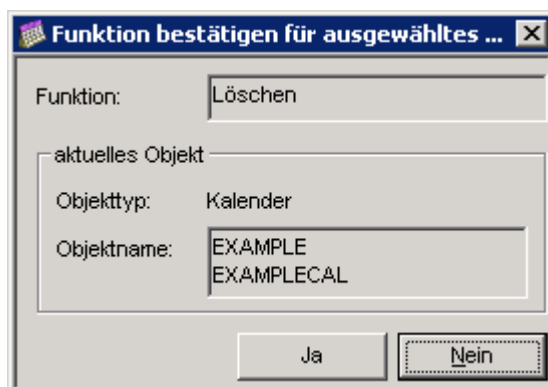 Funktion bestätigen für ausgewähltes ...
Funktion: Löschen
aktuelles Objekt
Objekttyp: Kalender
Objektname: EXAMPLE
EXAMPLECAL
Ja Nein